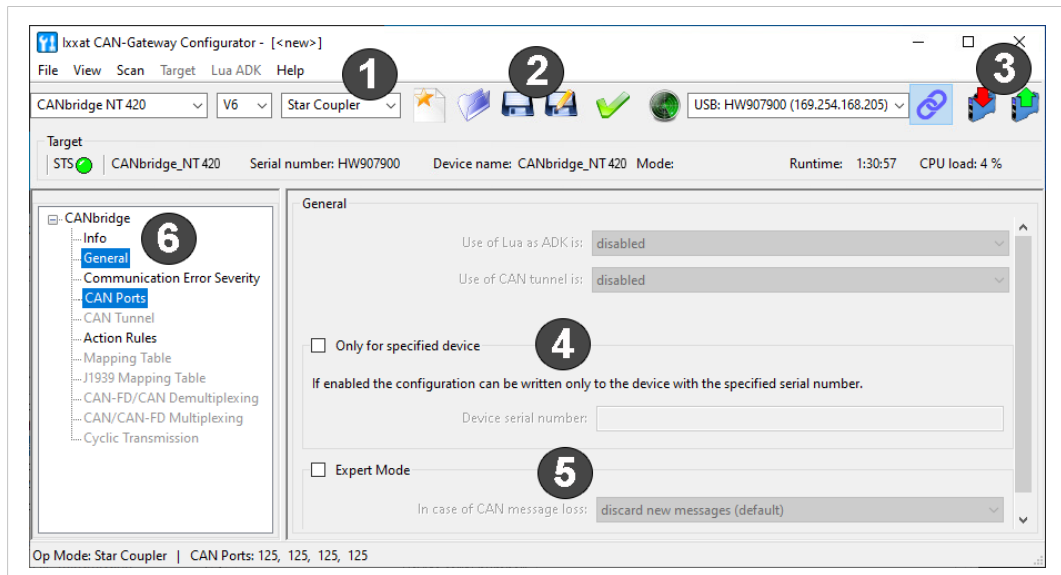 Ixxat CAN-Gateway Configurator - [<new>]
File View Scan Target Lua ADK Help
1 2 3
CANbridge NT 420 V6 Star Coupler USB: HW907900 (169.254.168.205)
Target
STS CANbridge_NT 420 Serial number: HW907900 Device name: CANbridge_NT 420 Mode: Runtime: 1:30:57 CPU load: 4 %
CANbridge
Info
General
Communication Error Severity
CAN Ports
CAN Tunnel
Action Rules
Mapping Table
J1939 Mapping Table
CAN-FD/CAN Demultiplexing
CAN/CAN-FD Multiplexing
Cyclic Transmission
6
General
Use of Lua as ADK is: disabled
Use of CAN tunnel is: disabled
Only for specified device
4
If enabled the configuration can be written only to the device with the specified serial number.
Device serial number:
Expert Mode
5
In case of CAN message loss: discard new messages (default)
Op Mode: Star Coupler | CAN Ports: 125, 125, 125, 125